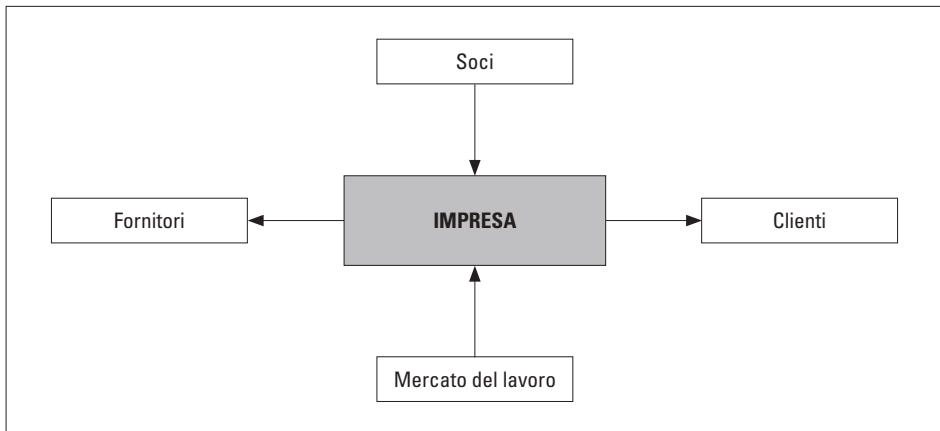 Soci
Fornitori
IMPRESA
Clienti
Mercato del lavoro